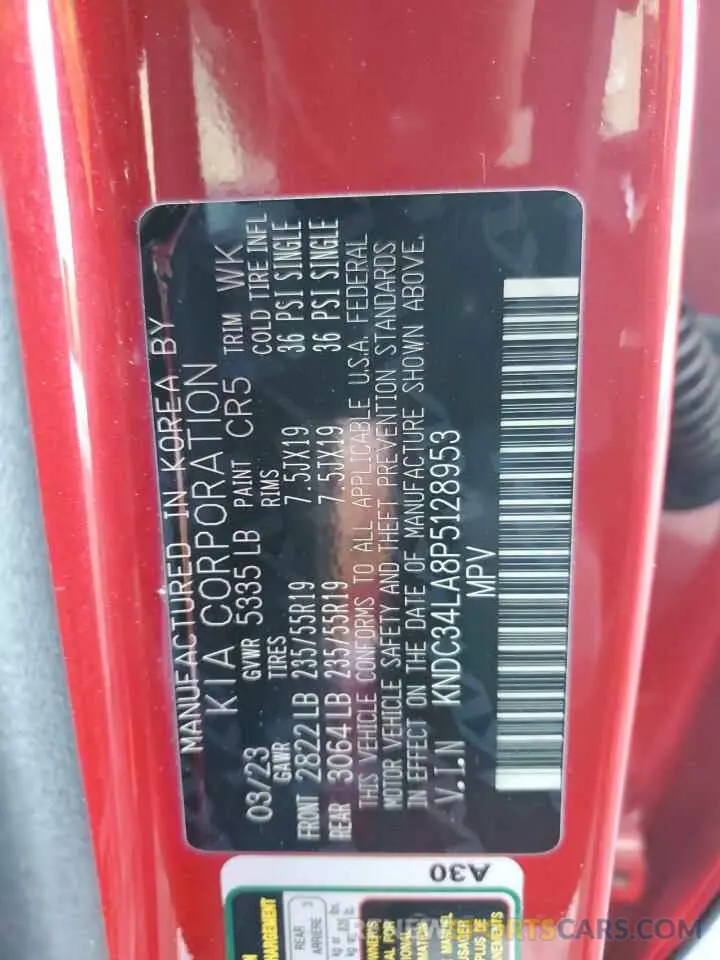 MANUFACTURED IN KOREA BY
KIA CORPORATION
03/23 GVWR 5335 LB PAINT CR5 TRIM WK
GAWR TIRES RIMS COLD TIRE INFL
FRONT 2822 LB 235/55R19 7.5JX19 36 PSI SINGLE
REAR 3064 LB 235/55R19 7.5JX19 36 PSI SINGLE
THIS VEHICLE CONFORMS TO ALL APPLICABLE U.S.A. FEDERAL
MOTOR VEHICLE SAFETY AND THEFT PREVENTION STANDARDS
IN EFFECT ON THE DATE OF MANUFACTURE SHOWN ABOVE.
V.I.N KNDC34LA8P5128953
MPV
A30
REAR
ARRIERE